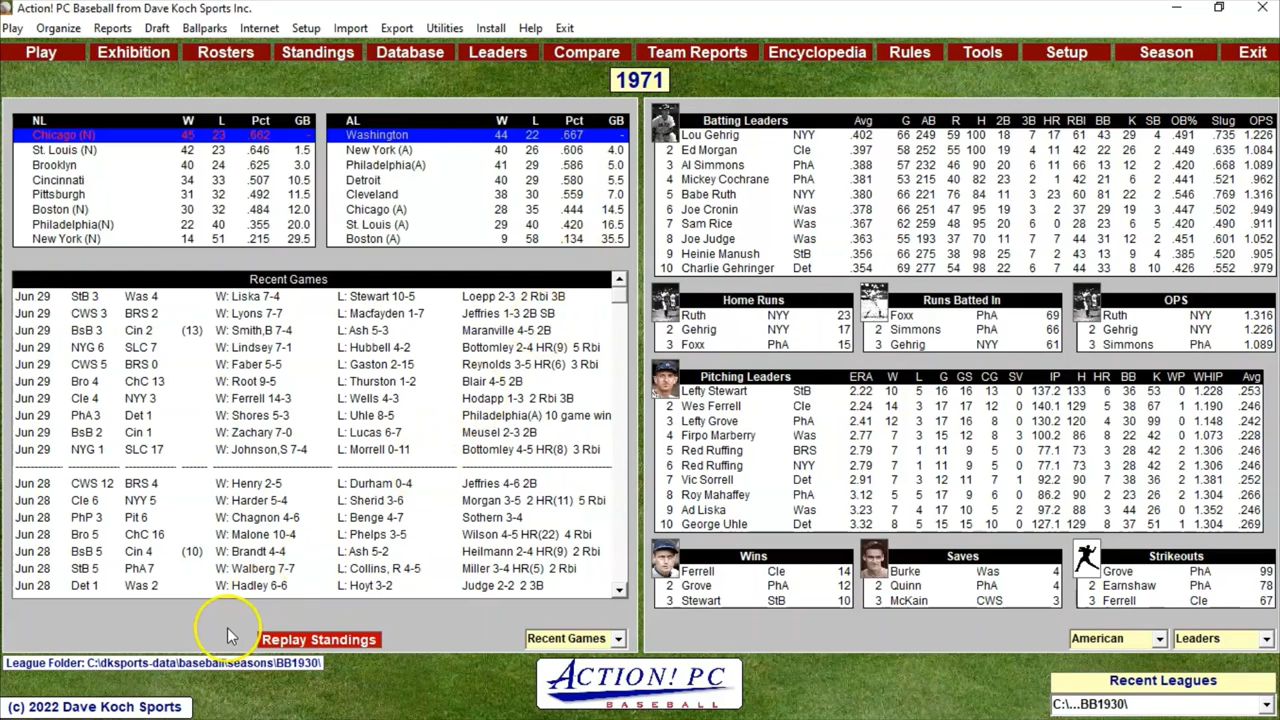 Action! PC Baseball from Dave Koch Sports Inc.
Play Organize Reports Draft Ballparks Internet Setup Import Export Utilities Install Help Exit
Play Exhibition Rosters Standings Database Leaders Compare Team Reports Encyclopedia Rules Tools Setup Season Exit
1971
NL W L Pct GB
Chicago (N) 45 23 .662 -
St. Louis (N) 42 23 .646 1.5
Brooklyn 40 24 .625 3.0
Cincinnati 34 33 .507 10.5
Pittsburgh 31 32 .492 11.5
Boston (N) 30 32 .484 12.0
Philadelphia(N) 22 40 .355 20.0
New York (N) 14 51 .215 29.5
AL W L Pct GB
Washington 44 22 .667 -
New York (A) 40 26 .606 4.0
Philadelphia(A) 41 29 .586 5.0
Detroit 40 29 .580 5.5
Cleveland 38 30 .559 7.0
Chicago (A) 28 35 .444 14.5
St. Louis (A) 29 40 .420 16.5
Boston (A) 9 58 .134 35.5
Recent Games
Jun 29 StB 3 Was 4 W: Liska 7-4 L: Stewart 10-5 Loepp 2-3 2 Rbi 3B
Jun 29 CWS 3 BRS 2 W: Lyons 7-7 L: Macfayden 1-7 Jeffries 1-3 2B SB
Jun 29 BsB 3 Cin 2 (13) W: Smith,B 7-4 L: Ash 5-3 Maranville 4-5 2B
Jun 29 NYG 6 SLC 7 W: Lindsey 7-1 L: Hubbell 4-2 Bottomley 2-4 HR(9) 5 Rbi
Jun 29 CWS 5 BRS 0 W: Faber 5-5 L: Gaston 2-15 Reynolds 3-5 HR(6) 3 Rbi
Jun 29 Bro 4 ChC 13 W: Root 9-5 L: Thurston 1-2 Blair 4-5 2B
Jun 29 Cle 4 NYY 3 W: Ferrell 14-3 L: Wells 4-3 Hodapp 1-3 2 Rbi 3B
Jun 29 PhA 3 Det 1 W: Shores 5-3 L: Uhle 8-5 Philadelphia(A) 10 game win
Jun 29 BsB 2 Cin 1 W: Zachary 7-0 L: Lucas 6-7 Meusel 2-3 2B
Jun 29 NYG 1 SLC 17 W: Johnson,S 7-4 L: Morrell 0-11 Bottomley 4-5 HR(8) 3 Rbi
Jun 28 CWS 12 BRS 4 W: Henry 2-5 L: Durham 0-4 Jeffries 4-6 2B
Jun 28 Cle 6 NYY 5 W: Harder 5-4 L: Sherid 3-6 Morgan 3-5 2 HR(11) 5 Rbi
Jun 28 PhP 3 Pit 6 W: Chagnon 4-6 L: Benge 4-7 Sothern 3-4
Jun 28 Bro 5 ChC 16 W: Malone 10-4 L: Phelps 3-5 Wilson 4-5 HR(17) 4 Rbi
Jun 28 BsB 5 Cin 4 (10) W: Brandt 4-4 L: Ash 5-2 Heilmann 2-4 HR(9) 3 Rbi
Jun 28 StB 5 PhA 7 W: Walberg 7-7 L: Collins, R 4-5 Miller 3-4 HR(5) 2 Rbi
Jun 28 Det 1 Was 2 W: Hadley 6-6 L: Hoyt 3-2 Judge 2-2 2 3B
Replay Standings
Recent Games
League Folder: C:\dksports-data\baseball\seasons\BB1930\
(c) 2022 Dave Koch Sports
ACTION! PC
BASEBALL
Batting Leaders Avg G AB R H 2B 3B HR RBI BB K SB OB% Slug OPS
Lou Gehrig NYY .402 66 249 59 100 18 7 17 61 40 29 4 .491 .735 1.226
2 Ed Morgan Cle .397 58 252 55 100 19 4 11 42 22 26 2 .449 .635 1.084
3 Al Simmons PhA .388 57 232 46 90 20 6 11 66 13 12 2 .420 .668 1.089
4 Mickey Cochrane PhA .381 53 215 40 82 23 2 1 42 31 6 2 .441 .521 .962
5 Babe Ruth NYY .380 66 221 76 84 11 3 23 60 81 22 2 .546 .769 1.316
6 Joe Cronin Was .378 66 251 47 95 19 3 2 37 29 19 3 .447 .502 .949
7 Sam Rice Was .367 62 259 48 95 20 6 0 28 23 6 5 .420 .490 .911
8 Joe Judge Was .363 55 193 37 70 11 7 7 44 31 12 2 .451 .601 1.052
9 Heinie Manush StB .356 66 275 38 98 22 7 3 44 13 10 2 .385 .520 .905
10 Charlie Gehringer Det .354 69 277 54 98 22 6 7 44 33 8 10 .426 .552 .979
Home Runs
Ruth NYY 23
2 Gehrig NYY 17
3 Foxx PhA 15
Runs Batted In
Foxx PhA 69
2 Simmons PhA 66
3 Gehrig NYY 61
OPS
Ruth NYY 1.316
2 Gehrig NYY 1.226
3 Simmons PhA 1.089
Pitching Leaders ERA W L G GS CG SV IP H HR BB K WP WHIP Avg
Lefty Stewart StB 2.22 10 5 16 16 13 0 137.2 133 6 36 53 0 1.228 .253
2 Wes Ferrell Cle 2.24 14 3 17 17 12 0 140.1 129 5 38 67 1 1.190 .246
3 Lefty Grove PhA 2.41 12 3 17 16 8 0 130.2 120 4 30 99 0 1.148 .242
4 Firpo Marberry Was 2.77 7 3 15 12 8 3 100.2 86 8 22 42 0 1.073 .228
5 Red Ruffing BRS 2.79 7 1 11 9 5 0 77.1 73 3 28 42 2 1.306 .246
6 Red Ruffing NYY 2.79 7 1 11 9 5 0 77.1 73 3 28 42 2 1.306 .246
7 Vic Sorrell Det 2.91 7 3 12 11 7 1 92.2 90 7 38 36 0 1.381 .252
8 Roy Mahaffey PhA 3.12 5 5 17 9 6 0 86.2 90 2 23 26 2 1.304 .266
9 Ad Liska Was 3.23 7 4 17 10 5 2 97.2 88 3 44 26 0 1.352 .246
10 George Uhle Det 3.32 8 5 15 15 10 0 127.1 128 8 37 51 1 1.304 .269
Wins
Ferrell Cle 14
2 Grove PhA 12
3 Stewart StB 10
Saves
Burke Was 4
2 Quinn PhA 4
3 McKain CWS 3
Strikeouts
Grove PhA 99
2 Earnshaw PhA 78
3 Ferrell Cle 67
American
Leaders
Recent Leagues
C:\...BB1930\